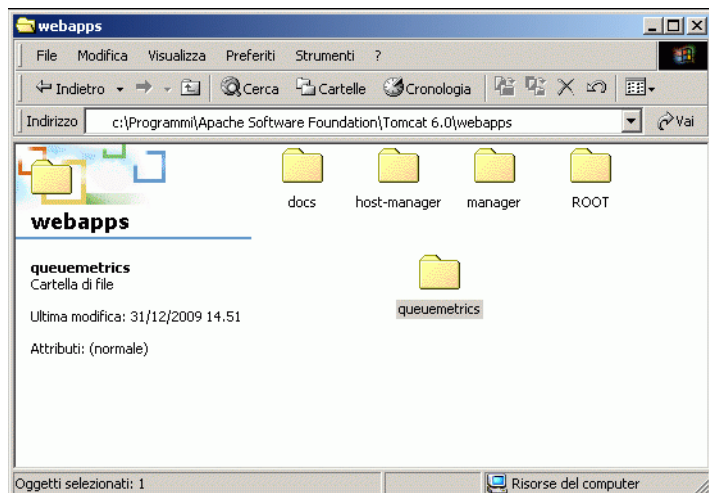 webapps
File Modifica Visualizza Preferiti Strumenti ?
Indietro Cerca Cartelle Cronologia
Indirizzo c:\Programmi\Apache Software Foundation\Tomcat 6.0\webapps Vai
docs host-manager manager ROOT
webapps
queuemetrics
Cartella di file
Ultima modifica: 31/12/2009 14.51
Attributi: (normale)
queuemetrics
Oggetti selezionati: 1 Risorse del computer